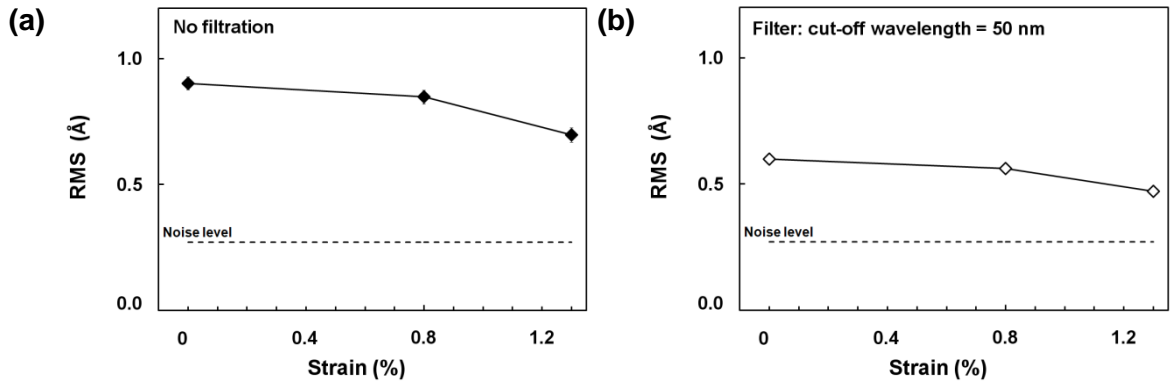 (a)
No filtration
1.0
0.5
0.0
RMS (Å)
Noise level
0 0.4 0.8 1.2
Strain (%)
(b)
Filter: cut-off wavelength = 50 nm
1.0
0.5
0.0
RMS (Å)
Noise level
0 0.4 0.8 1.2
Strain (%)